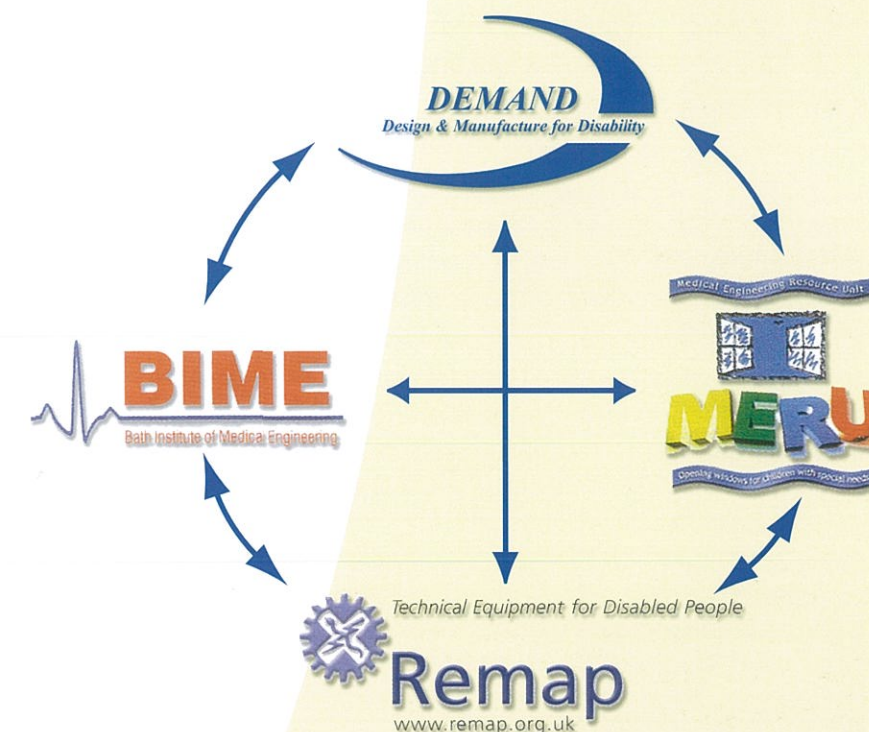 DEMAND
Design & Manufacture for Disability
Medical Engineering Resource Unit
MERU
Opening windows for children with special needs
BIME
Bath Institute of Medical Engineering
Technical Equipment for Disabled People
Remap
www.remap.org.uk